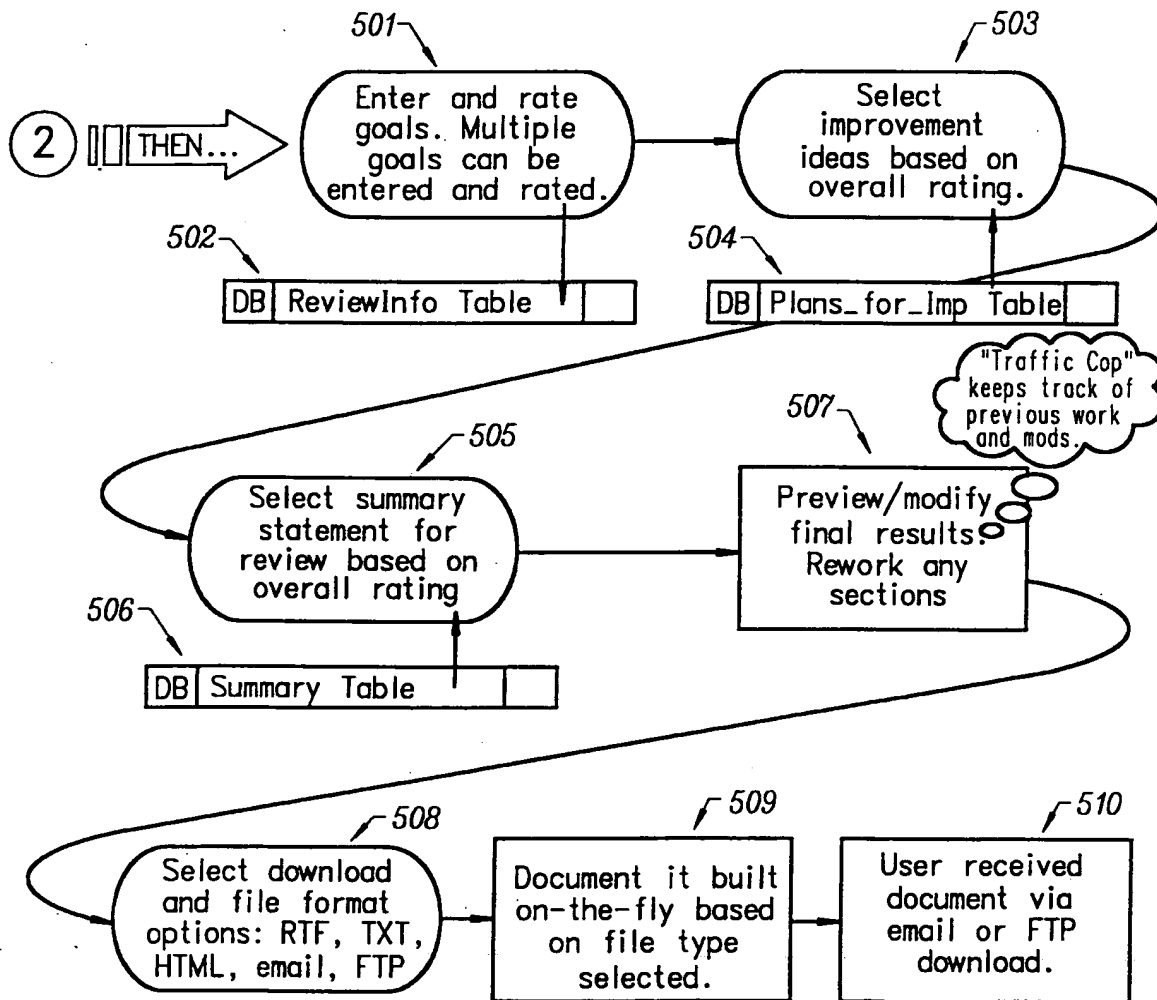 501
503
2
THEN...
Enter and rate
goals. Multiple
goals can be
entered and rated.
Select
improvement
ideas based on
overall rating.
502
504
DB ReviewInfo Table
DB Plans_for_Imp Table
"Traffic Cop"
keeps track of
previous work
and mods.
505
507
Select summary
statement for
review based on
overall rating
Preview/modify
final results.
Rework any
sections
506
DB Summary Table
508
509
510
Select download
and file format
options: RTF, TXT,
HTML, email, FTP
Document it built
on-the-fly based
on file type
selected.
User received
document via
email or FTP
download.